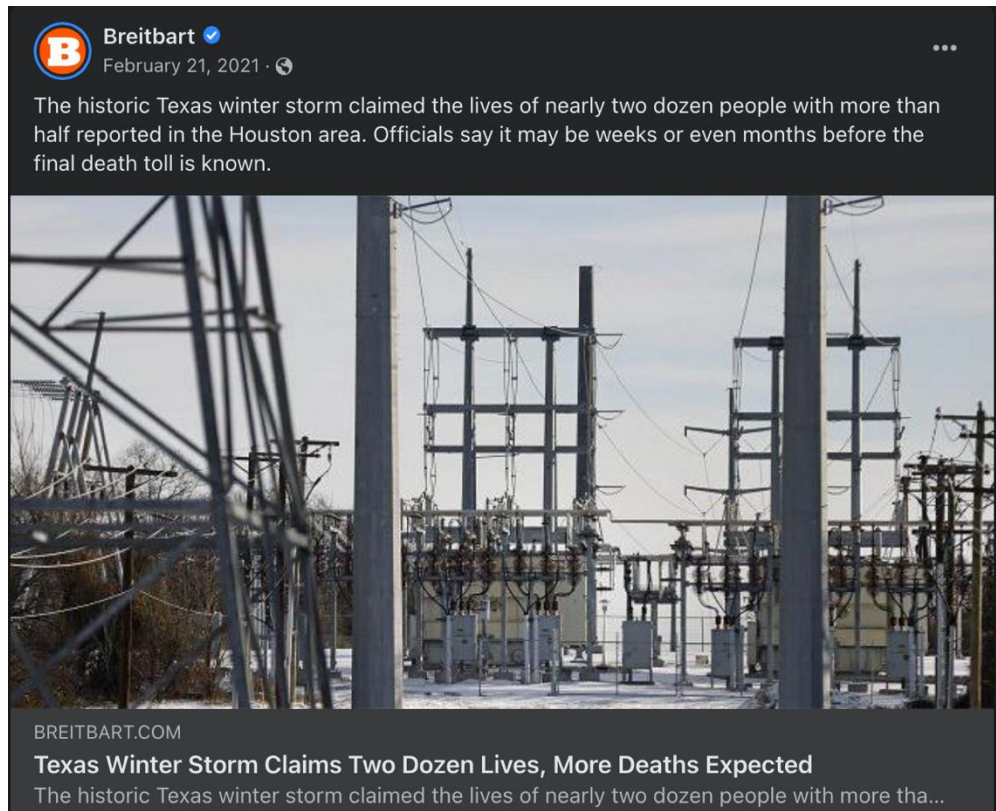 Breitbart
February 21, 2021 ·
The historic Texas winter storm claimed the lives of nearly two dozen people with more than
half reported in the Houston area. Officials say it may be weeks or even months before the
final death toll is known.
BREITBART.COM
Texas Winter Storm Claims Two Dozen Lives, More Deaths Expected
The historic Texas winter storm claimed the lives of nearly two dozen people with more tha...